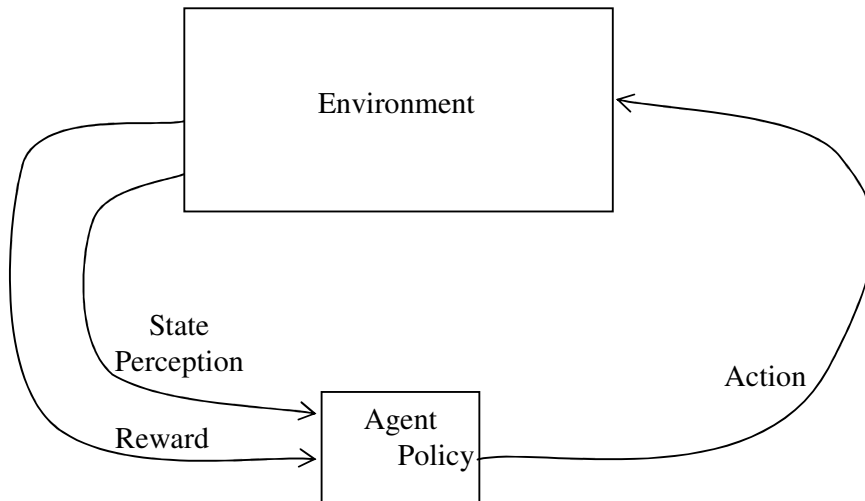 Environment
State
Perception
Action
Agent
Policy
Reward